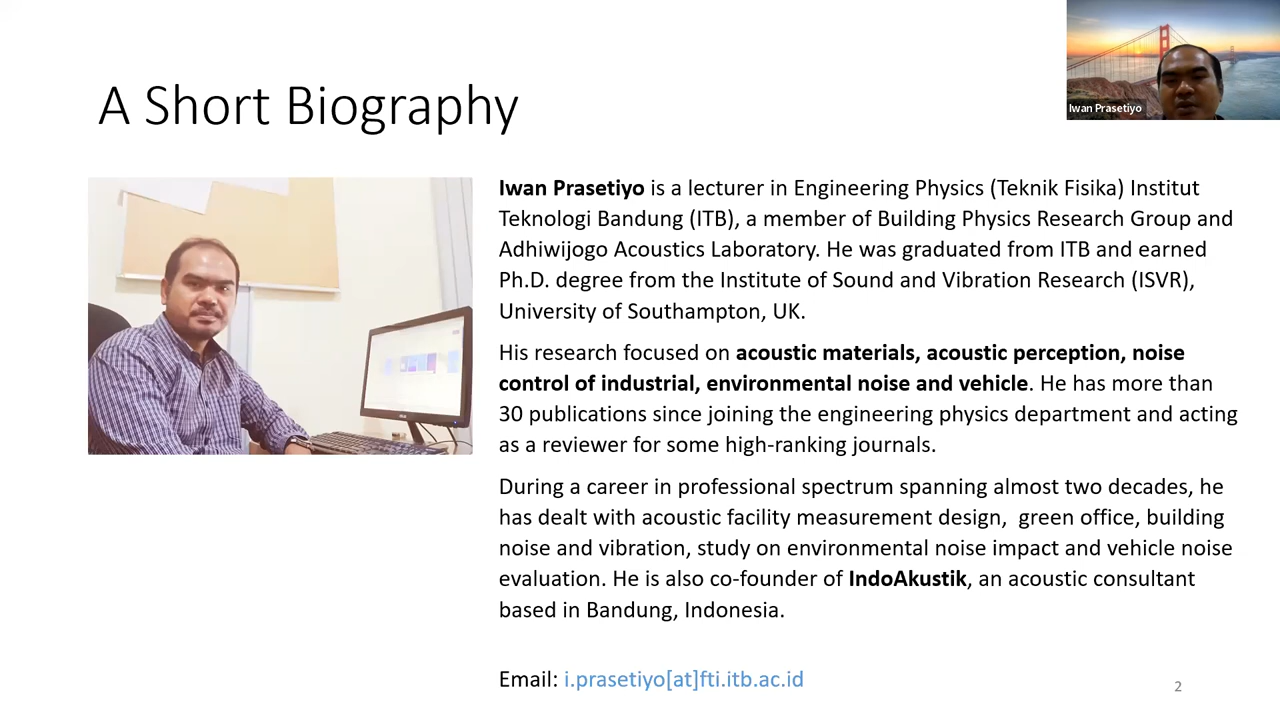 Iwan Prasetiyo
A Short Biography
Iwan Prasetiyo is a lecturer in Engineering Physics (Teknik Fisika) Institut
Teknologi Bandung (ITB), a member of Building Physics Research Group and
Adhiwijogo Acoustics Laboratory. He was graduated from ITB and earned
Ph.D. degree from the Institute of Sound and Vibration Research (ISVR),
University of Southampton, UK.
His research focused on acoustic materials, acoustic perception, noise
control of industrial, environmental noise and vehicle. He has more than
30 publications since joining the engineering physics department and acting
as a reviewer for some high-ranking journals.
During a career in professional spectrum spanning almost two decades, he
has dealt with acoustic facility measurement design,  green office, building
noise and vibration, study on environmental noise impact and vehicle noise
evaluation. He is also co-founder of IndoAkustik, an acoustic consultant
based in Bandung, Indonesia.
Email: i.prasetiyo[at]fti.itb.ac.id
2